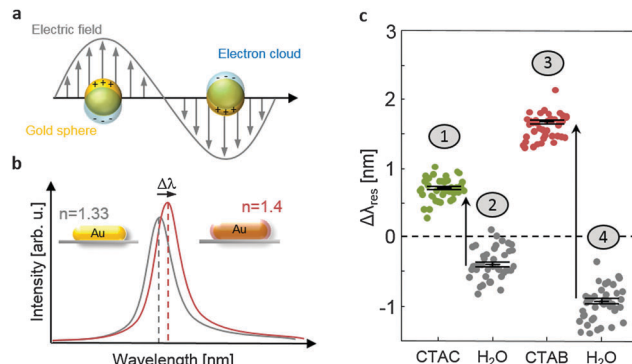 a
Electric field
Electron cloud
+ + +
- -
- -
+ + +
Gold sphere
b
Δλ
n=1.33
n=1.4
Au
Au
Intensity [arb. u.]
Wavelength [nm]
c
3
2
1
0
-1
Δλres [nm]
1
2
3
4
CTAC
H₂O
CTAB
H₂O